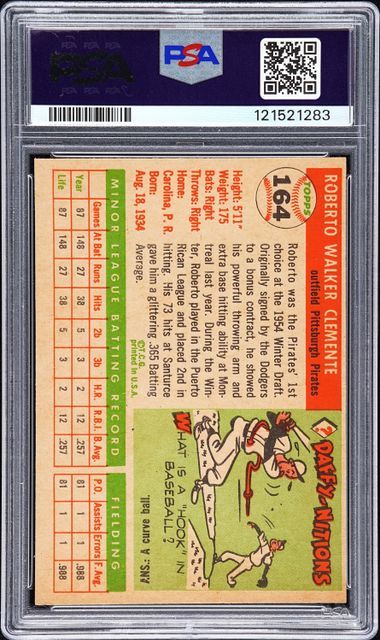 PSA
121521283
TOPPS
164
ROBERTO WALKER CLEMENTE
outfield Pittsburgh Pirates
Height: 5'11"
Weight: 175
Bats: Right
Throws: Right
Home:
Carolina, P. R.
Born:
Aug. 18, 1934
Roberto was the Pirates' 1st
choice at the 1954 Winter Draft.
Originally signed by the Dodgers
to a bonus contract, he showed
his powerful throwing arm and
extra base hitting ability at Mon-
treal last year. During the Win-
ter, Roberto played in the Puerto
Rican League and placed 2nd in
hitting. His 73 hits at Santurce
gave him a glittering .365 Batting
Average.
©T.C.G.
printed in U.S.A.
? DAFFY-NITIONS
WHAT IS A "HOOK" IN
BASEBALL?
ANS: A curve ball.
MINOR LEAGUE BATTING RECORD
FIELDING
Games At Bat Runs Hits 2b 3b H.R. R.B.I. B. Avg. P.O. Assists Errors F. Avg.
Year 87 148 27 38 5 3 2 12 .257 81 1 1 .988
Life 87 148 27 38 5 3 2 12 .257 81 1 1 .988